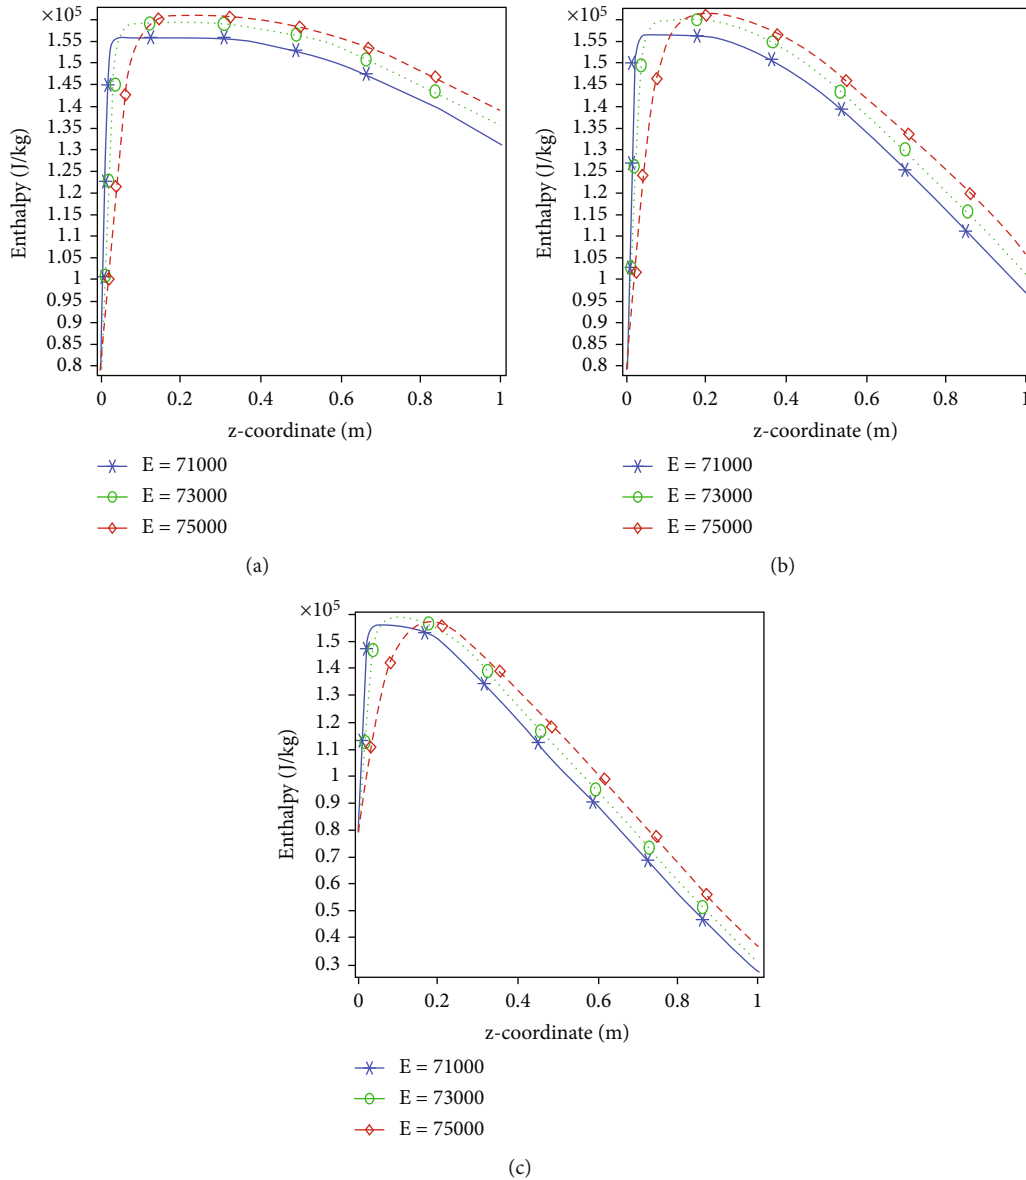 ×10⁵
1.55
1.5
1.45
1.4
1.35
1.3
1.25
1.2
1.15
1.1
1.05
1
0.95
0.9
0.85
0.8
Enthalpy (J/kg)
0 0.2 0.4 0.6 0.8 1
z-coordinate (m)
E = 71000
E = 73000
E = 75000
(a)
×10⁵
1.55
1.5
1.45
1.4
1.35
1.3
1.25
1.2
1.15
1.1
1.05
1
0.95
0.9
0.85
0.8
Enthalpy (J/kg)
0 0.2 0.4 0.6 0.8 1
z-coordinate (m)
E = 71000
E = 73000
E = 75000
(b)
×10⁵
1.5
1.4
1.3
1.2
1.1
1
0.9
0.8
0.7
0.6
0.5
0.4
0.3
Enthalpy (J/kg)
0 0.2 0.4 0.6 0.8 1
z-coordinate (m)
E = 71000
E = 73000
E = 75000
(c)